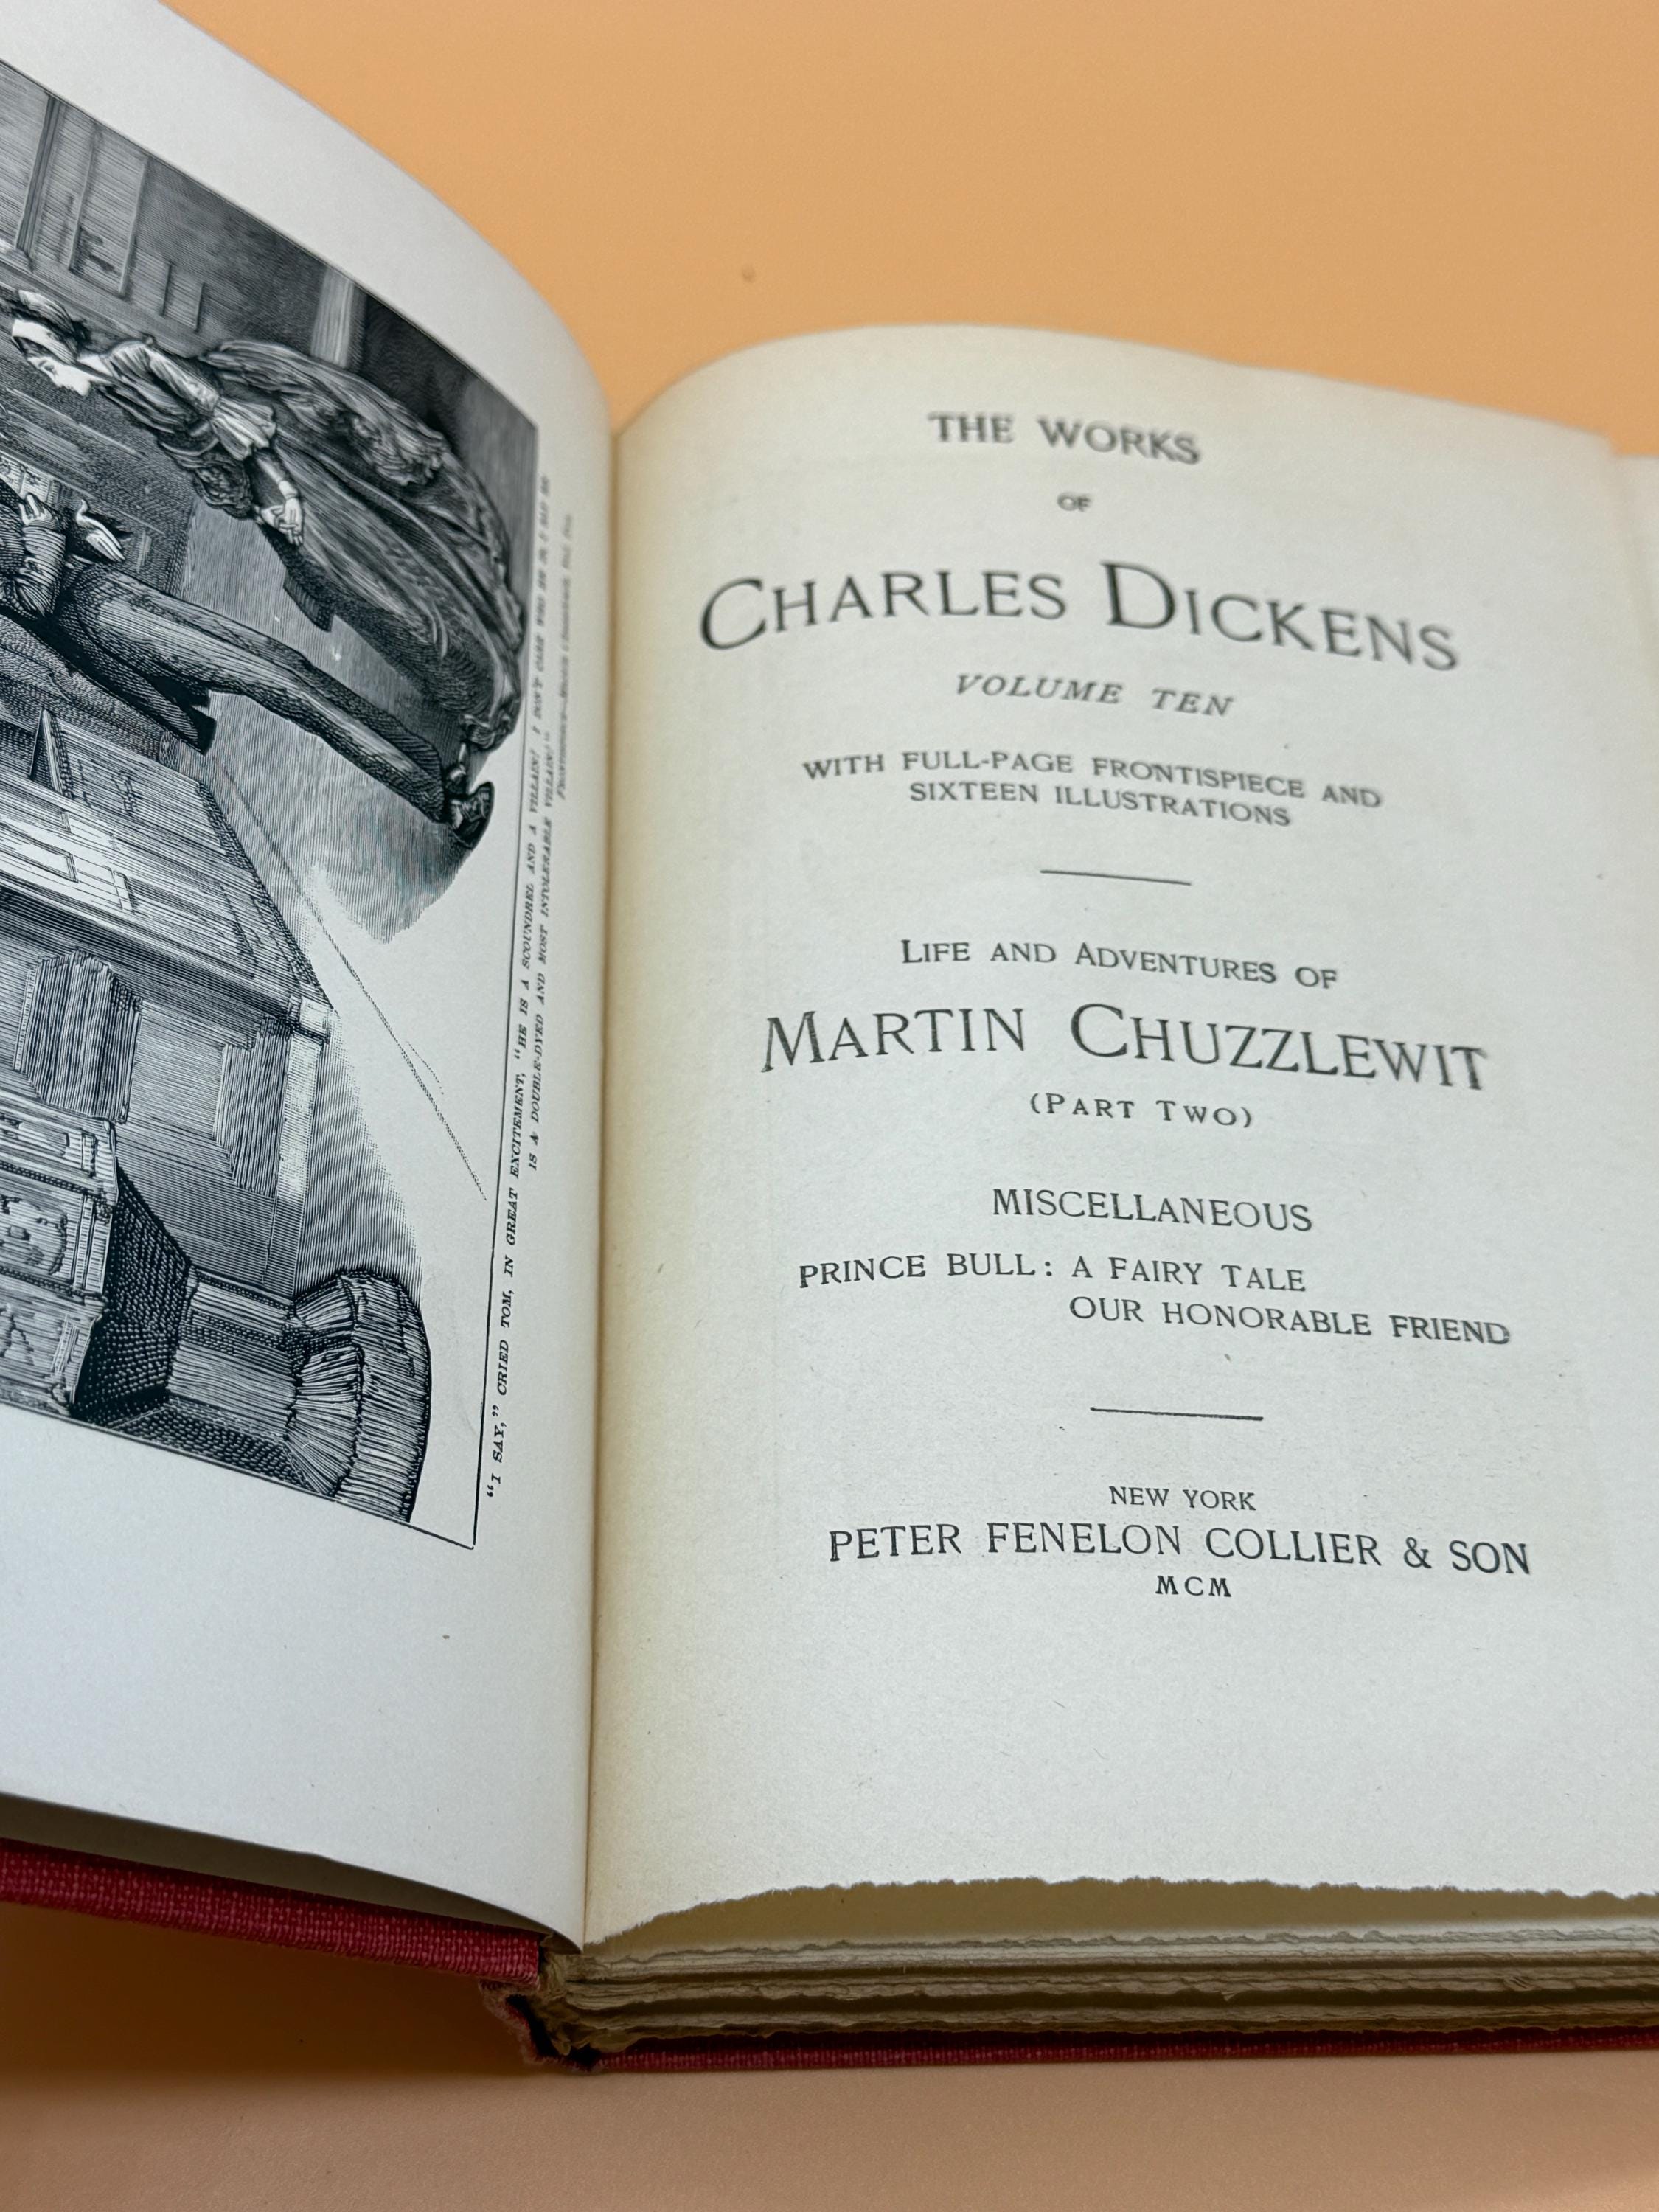 "I SAY," CRIED TOM, IN GREAT EXCITEMENT, "HE IS A SCOUNDREL AND A VILLAIN! I DON'T CARE WHO HE IS, I SAY HE
IS A DOUBLE-DYED AND MOST INTOLERABLE VILLAIN!"
THE WORKS
OF
CHARLES DICKENS
VOLUME TEN
WITH FULL-PAGE FRONTISPIECE AND
SIXTEEN ILLUSTRATIONS
LIFE AND ADVENTURES OF
MARTIN CHUZZLEWIT
(PART TWO)
MISCELLANEOUS
PRINCE BULL: A FAIRY TALE
OUR HONORABLE FRIEND
NEW YORK
PETER FENELON COLLIER & SON
MCM